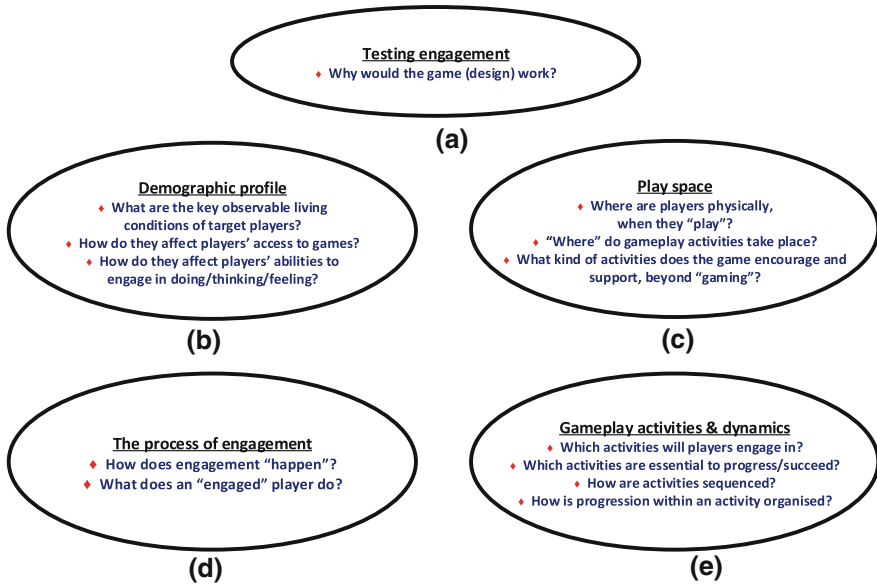 Testing engagement
♦ Why would the game (design) work?
(a)
Demographic profile
♦ What are the key observable living
conditions of target players?
♦ How do they affect players’ access to games?
♦ How do they affect players’ abilities to
engage in doing/thinking/feeling?
(b)
Play space
♦ Where are players physically,
when they “play”?
♦ “Where” do gameplay activities take place?
♦ What kind of activities does the game encourage and
support, beyond “gaming”?
(c)
The process of engagement
♦ How does engagement “happen”?
♦ What does an “engaged” player do?
(d)
Gameplay activities & dynamics
♦ Which activities will players engage in?
♦ Which activities are essential to progress/succeed?
♦ How are activities sequenced?
♦ How is progression within an activity organised?
(e)